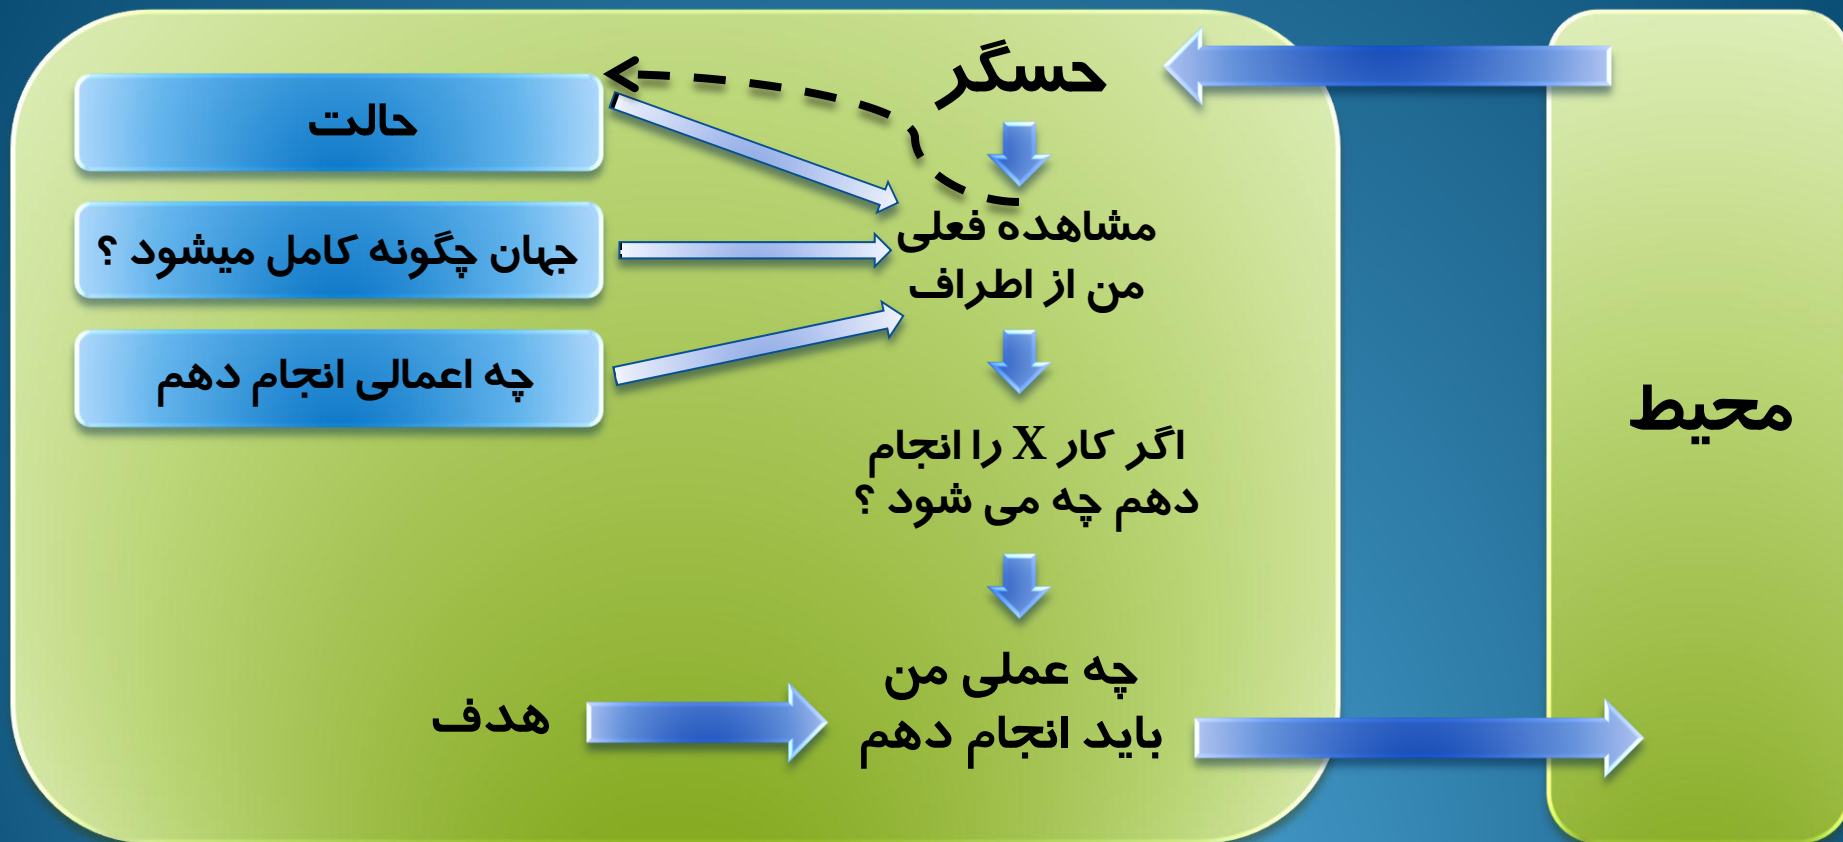 حسگر
حالت
مشاهده فعلی
من از اطراف
جهان چگونه کامل میشود ؟
چه اعمالی انجام دهم
محیط
اگر کار X را انجام
دهم چه می شود ؟
چه عملی من
باید انجام دهم
هدف